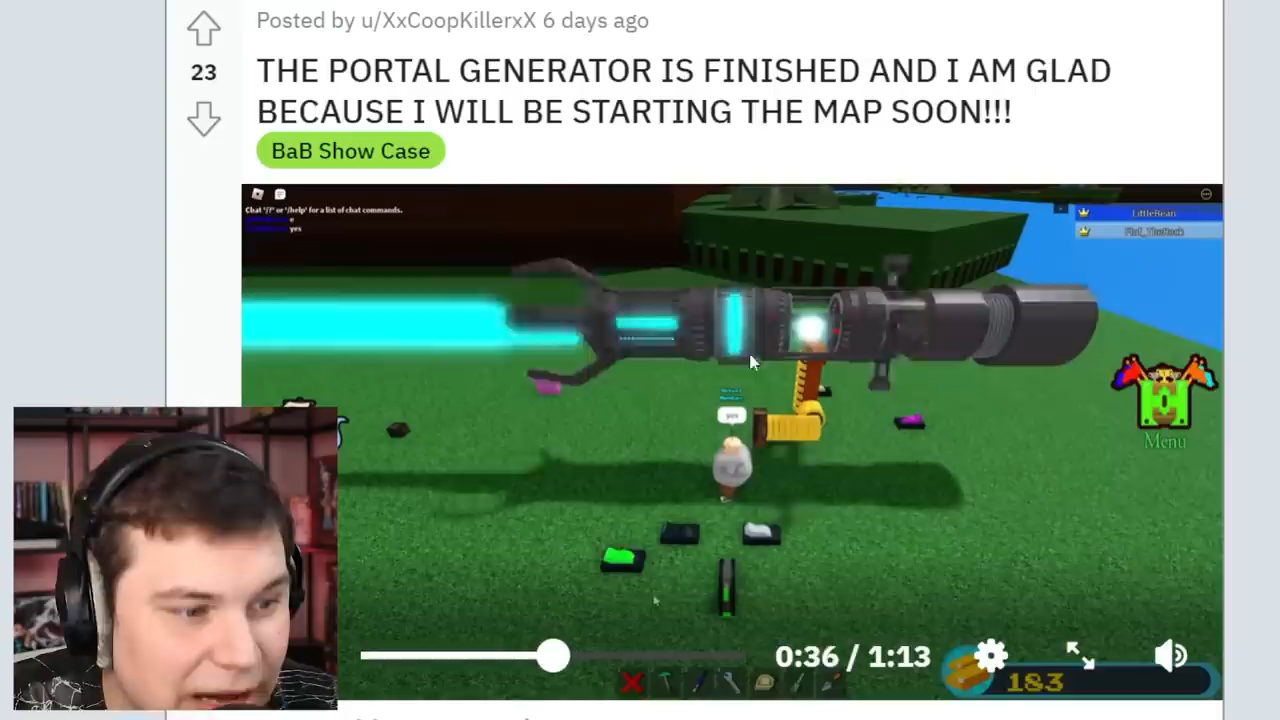 Posted by u/XxCoopKillerxX 6 days ago
23
THE PORTAL GENERATOR IS FINISHED AND I AM GLAD
BECAUSE I WILL BE STARTING THE MAP SOON!!!
BaB Show Case
Chat '/?' or '/help' for a list of chat commands.
e
yes
LittleBean
yes
Menu
0:36 / 1:13
183